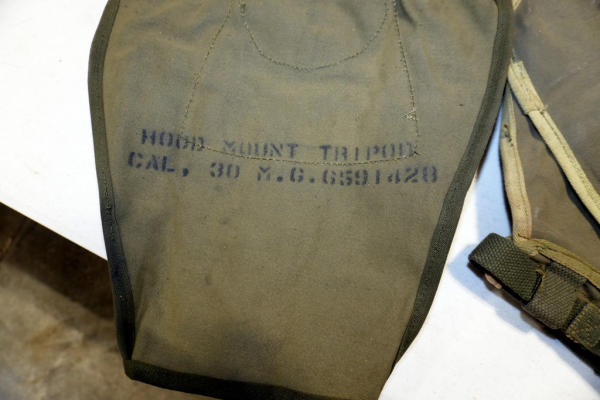 HOOD MOUNT TRIPOD
CAL, 30 M.G.6591428